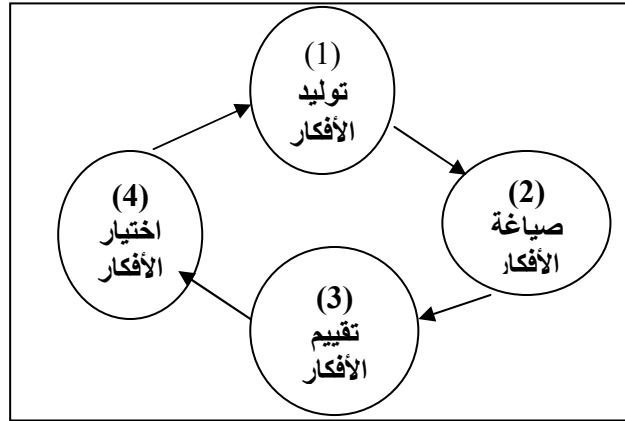 (1)
توليد
الأفكار
(2)
صياغة
الأفكار
(3)
تقييم
الأفكار
(4)
اختيار
الأفكار